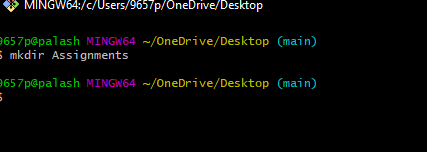 MINGW64:/c/Users/9657p/OneDrive/Desktop
9657p@palash MINGW64 ~/OneDrive/Desktop (main)
$ mkdir Assignments
9657p@palash MINGW64 ~/OneDrive/Desktop (main)
$